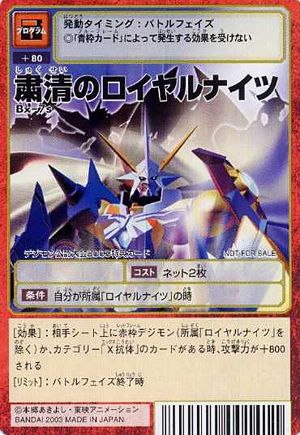 プログラム
発動タイミング：バトルフェイズ
◎「青枠カード」によって発生する効果を受けない
+80
しゅくせい
粛清のロイヤルナイツ
Bx-75
デジモン公式大会2003特典カード
NOT FOR SALE
コスト ネット2枚
条件 自分が所属「ロイヤルナイツ」の時
[効果]：相手シート上に赤枠デジモン(所属「ロイヤルナイツ」を
除く)か、カテゴリー「X抗体」のカードがある時、攻撃力が+800
される
[リミット]：バトルフェイズ終了時
©本郷あきよし・東映アニメーション
BANDAI 2003 MADE IN JAPAN